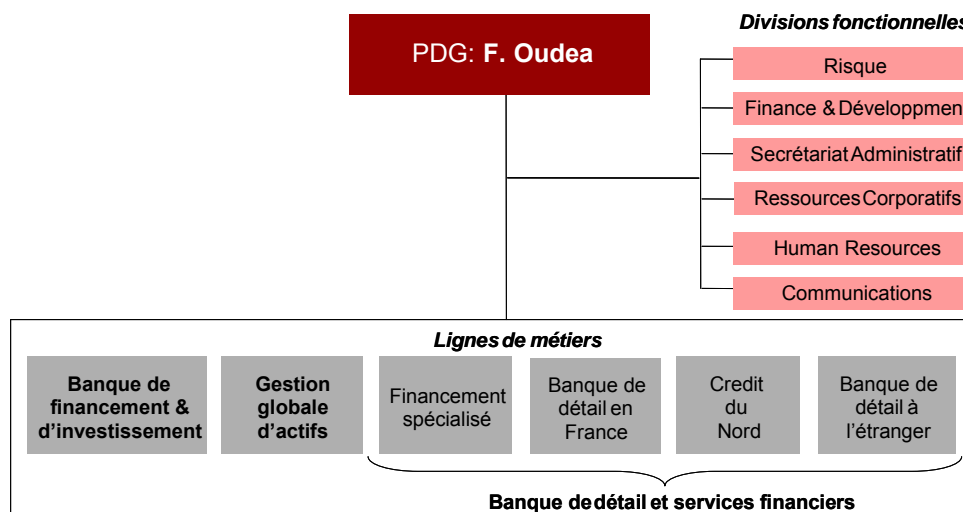 PDG: F. Oudea
Divisions fonctionnelles
Risque
Finance & Développmen
Secrétariat Administratif
Ressources Corporatifs
Human Resources
Communications
Lignes de métiers
Banque de
financement &
d'investissement
Gestion
globale
d'actifs
Financement
spécialisé
Banque de
détail en
France
Credit
du
Nord
Banque de
détail à
l'étranger
Banque de détail et services financiers